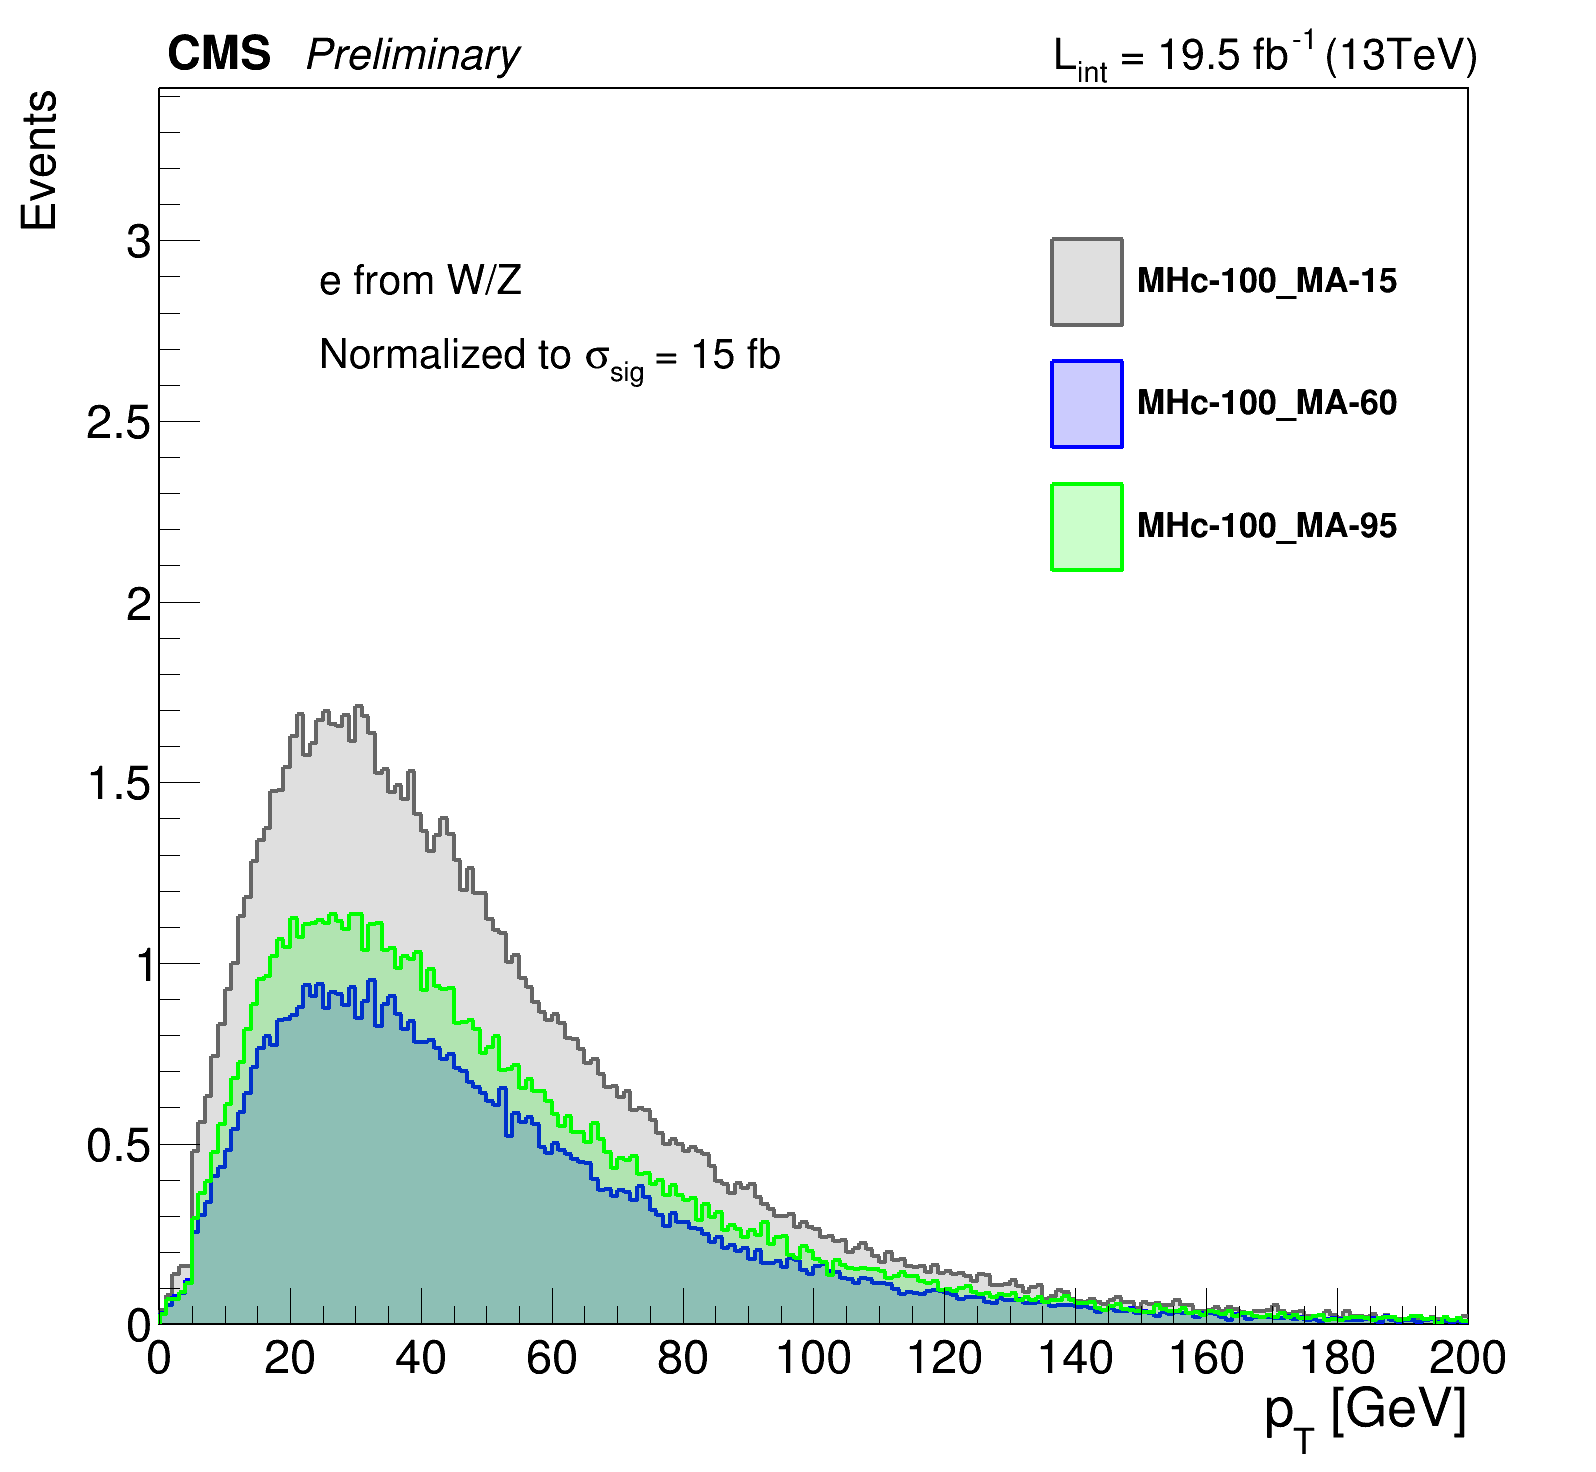 CMS Preliminary L_int = 19.5 fb^-1 (13TeV)
Events
e from W/Z
Normalized to σ_sig = 15 fb
MHc-100_MA-15
MHc-100_MA-60
MHc-100_MA-95
3
2.5
2
1.5
1
0.5
0
0 20 40 60 80 100 120 140 160 180 200
p_T [GeV]